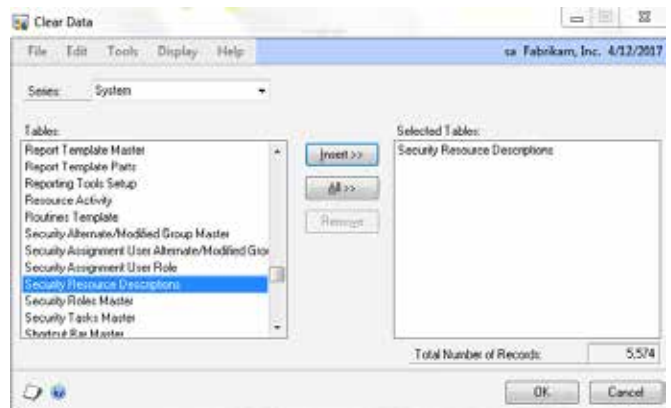 Clear Data
File Edit Tools Display Help
sa Fabrikam, Inc. 4/12/2017
Series: System
Tables:
Report Template Master
Report Template Parts
Reporting Tools Setup
Resource Activity
Routines Template
Security Alternate/Modified Group Master
Security Assignment User Alternate/Modified Grou
Security Assignment User Role
Security Resource Descriptions
Security Roles Master
Security Tasks Master
Shortcut Bar Master
Insert >>
All >>
Remove
Selected Tables:
Security Resource Descriptions
Total Number of Records: 5,574
OK
Cancel